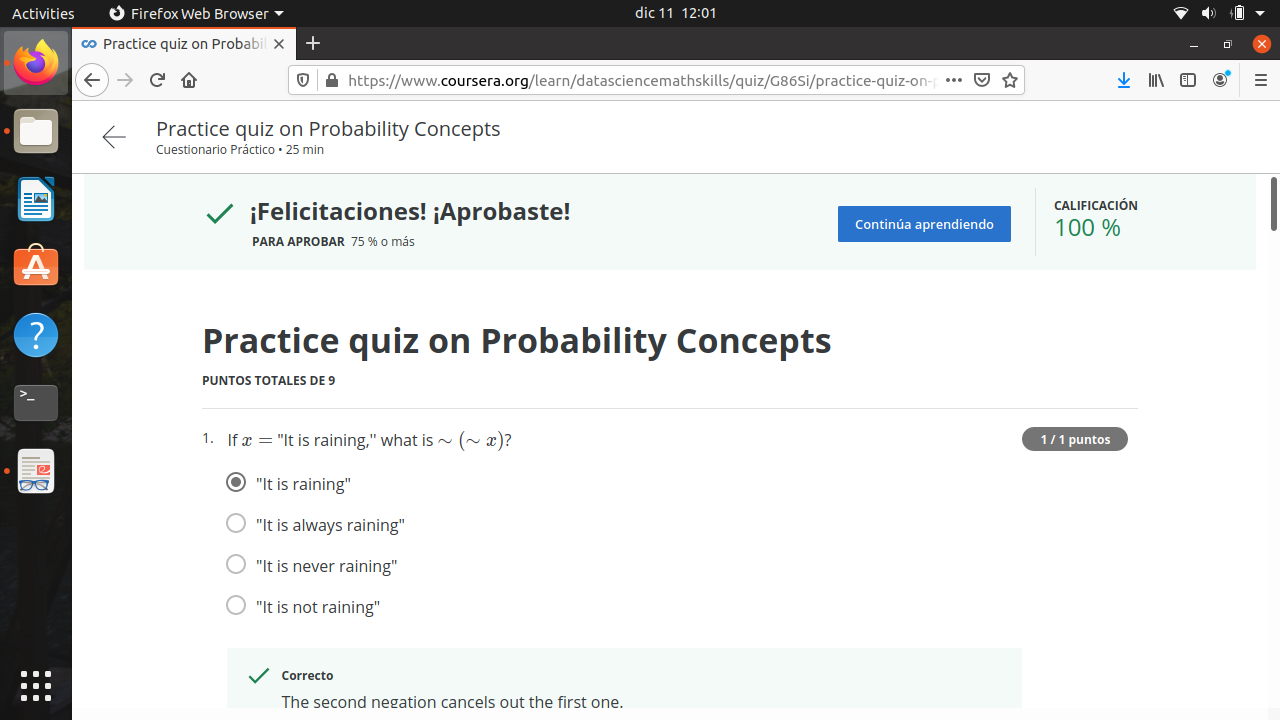 Activities Firefox Web Browser dic 11 12:01
Practice quiz on Probabil
https://www.coursera.org/learn/datasciencemathskills/quiz/G86Si/practice-quiz-on-
Practice quiz on Probability Concepts
Cuestionario Práctico • 25 min
¡Felicitaciones! ¡Aprobaste!
PARA APROBAR 75 % o más
Continúa aprendiendo
CALIFICACIÓN
100 %
Practice quiz on Probability Concepts
PUNTOS TOTALES DE 9
1. If x = "It is raining," what is ∼ (∼ x)?
1 / 1 puntos
"It is raining"
"It is always raining"
"It is never raining"
"It is not raining"
Correcto
The second negation cancels out the first one.